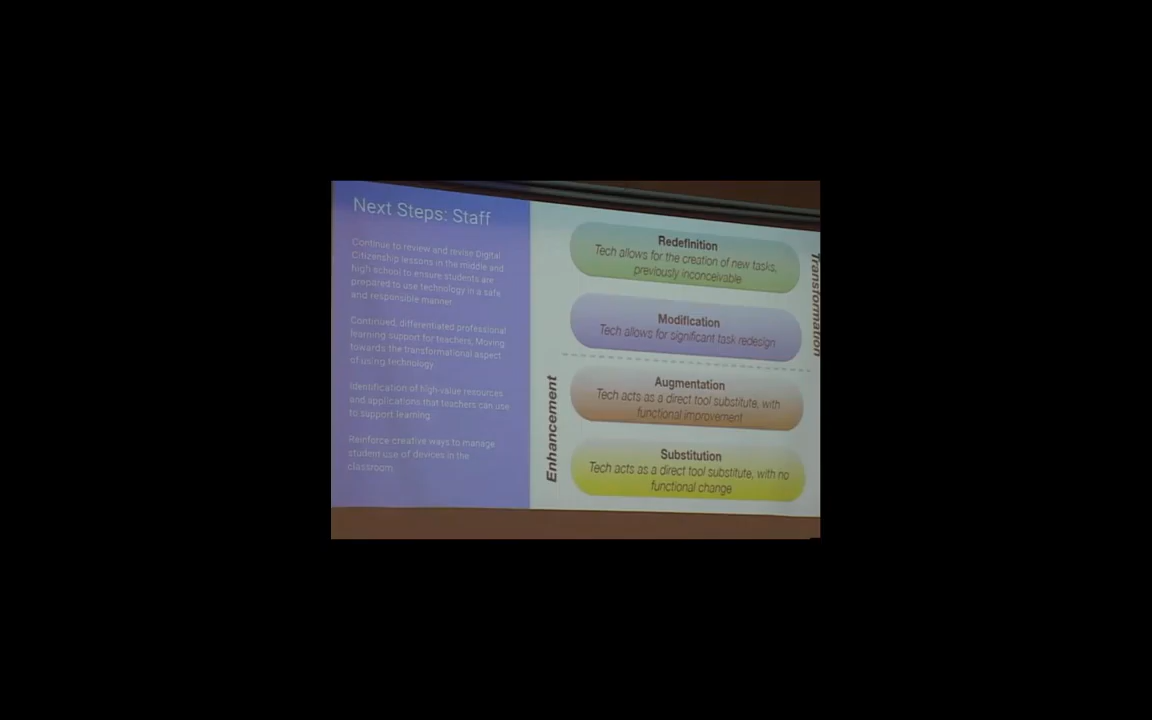 Next Steps: Staff
Continue to review and revise Digital
Citizenship lessons in the middle and
high school to ensure students are
prepared to use technology in a safe
and responsible manner.
Continued, differentiated professional
learning support for teachers. Moving
towards the transformational aspect
of using technology.
Identification of high-value resources
and applications that teachers can use
to support learning
Reinforce creative ways to manage
student use of devices in the
classroom
Redefinition
Tech allows for the creation of new tasks,
previously inconceivable
Modification
Tech allows for significant task redesign
Augmentation
Tech acts as a direct tool substitute, with
functional improvement
Substitution
Tech acts as a direct tool substitute, with no
functional change
Enhancement
Transformation